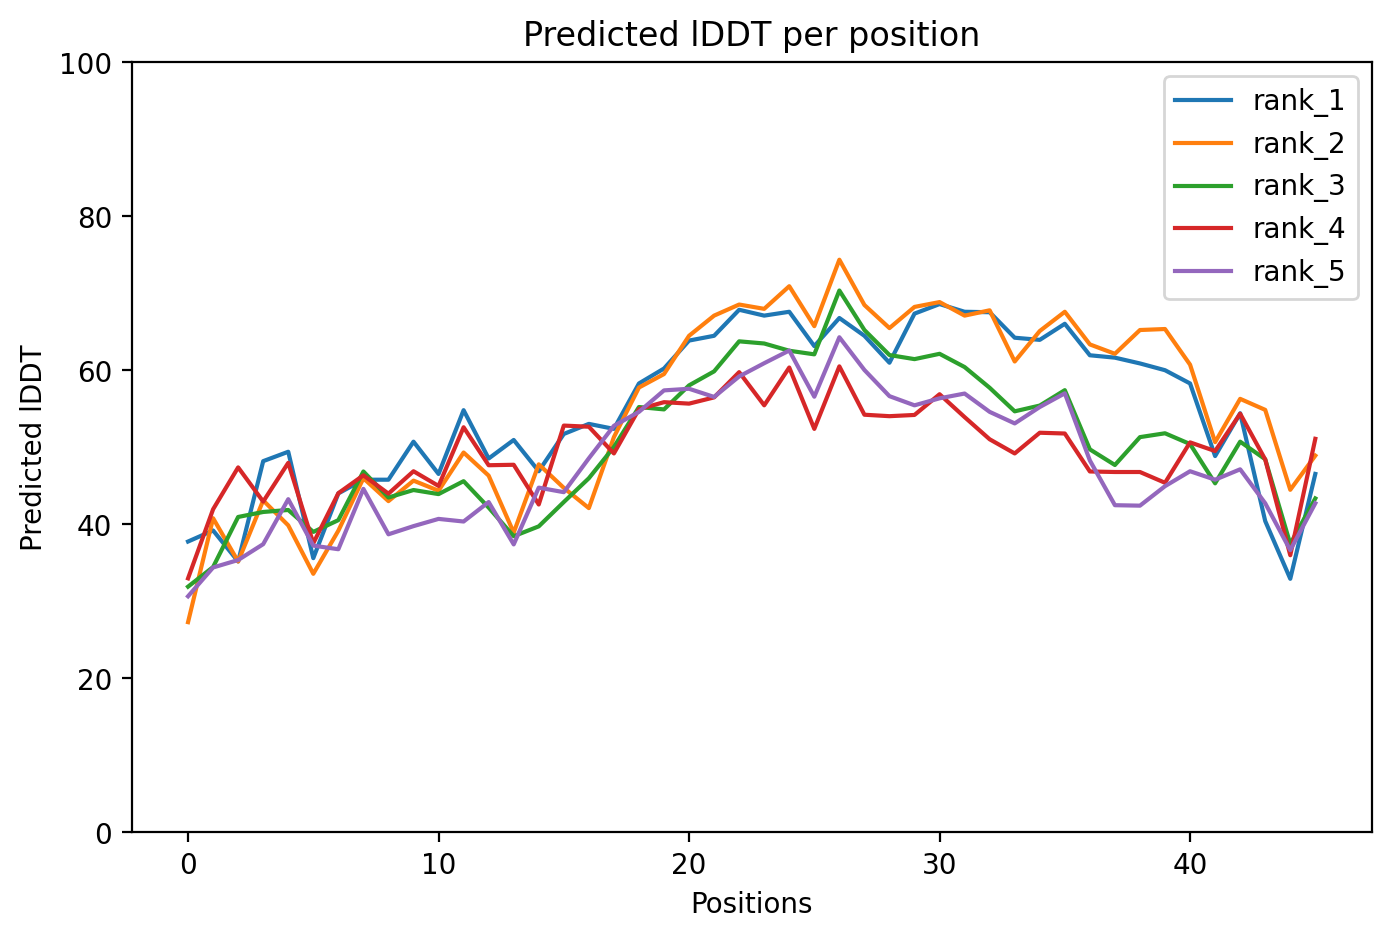 Predicted lDDT per position
100
80
60
40
20
0
Predicted lDDT
0 10 20 30 40
Positions
rank_1
rank_2
rank_3
rank_4
rank_5